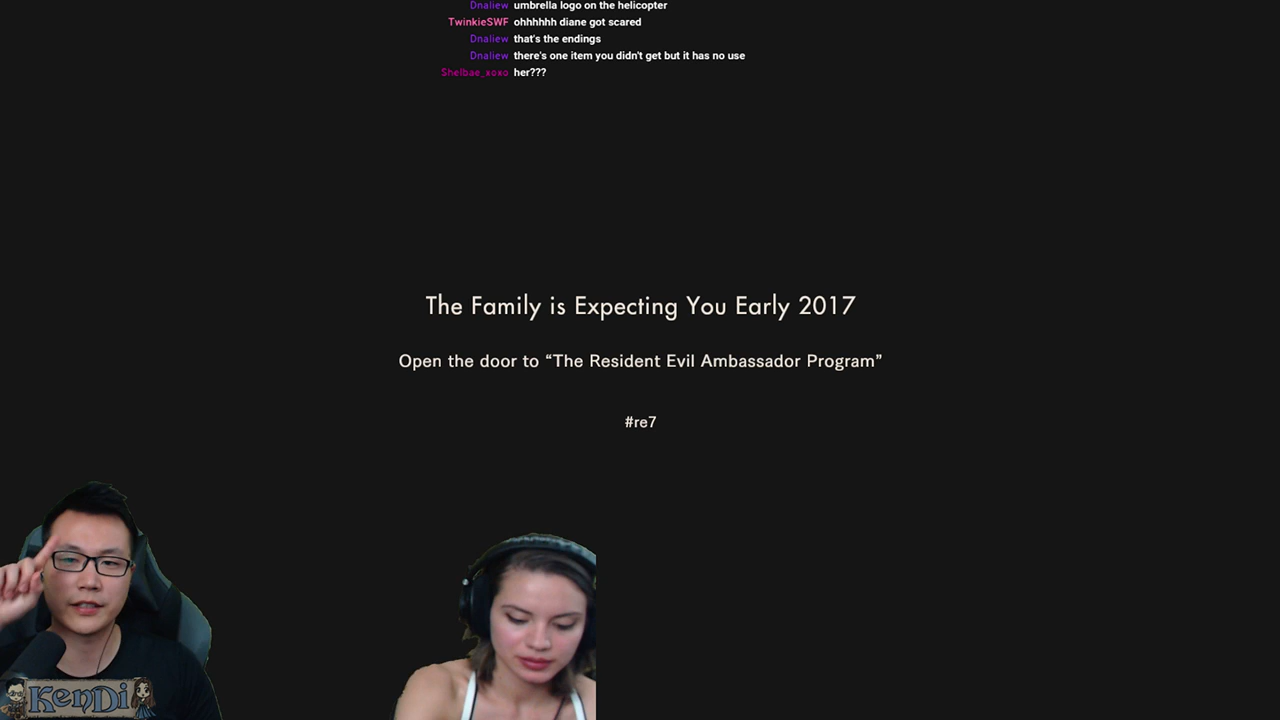 Dnaliew umbrella logo on the helicopter
TwinkieSWF ohhhhhh diane got scared
Dnaliew that's the endings
Dnaliew there's one item you didn't get but it has no use
Shelbae_xoxo her???
The Family is Expecting You Early 2017
Open the door to “The Resident Evil Ambassador Program”
#re7
KenDi